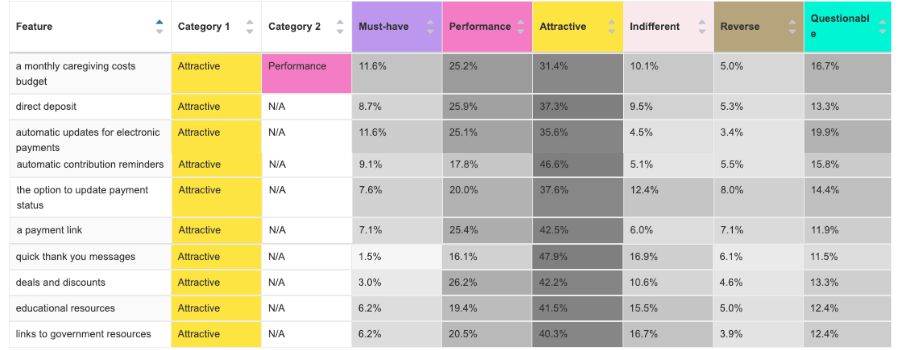 Feature Category 1 Category 2 Must-have Performance Attractive Indifferent Reverse Questionabl
e
a monthly caregiving costs Attractive Performance 11.6% 25.2% 31.4% 10.1% 5.0% 16.7%
budget
direct deposit Attractive N/A 8.7% 25.9% 37.3% 9.5% 5.3% 13.3%
automatic updates for electronic Attractive N/A 11.6% 25.1% 35.6% 4.5% 3.4% 19.9%
payments
automatic contribution reminders Attractive N/A 9.1% 17.8% 46.6% 5.1% 5.5% 15.8%
the option to update payment Attractive N/A 7.6% 20.0% 37.6% 12.4% 8.0% 14.4%
status
a payment link Attractive N/A 7.1% 25.4% 42.5% 6.0% 7.1% 11.9%
quick thank you messages Attractive N/A 1.5% 16.1% 47.9% 16.9% 6.1% 11.5%
deals and discounts Attractive N/A 3.0% 26.2% 42.2% 10.6% 4.6% 13.3%
educational resources Attractive N/A 6.2% 19.4% 41.5% 15.5% 5.0% 12.4%
links to government resources Attractive N/A 6.2% 20.5% 40.3% 16.7% 3.9% 12.4%